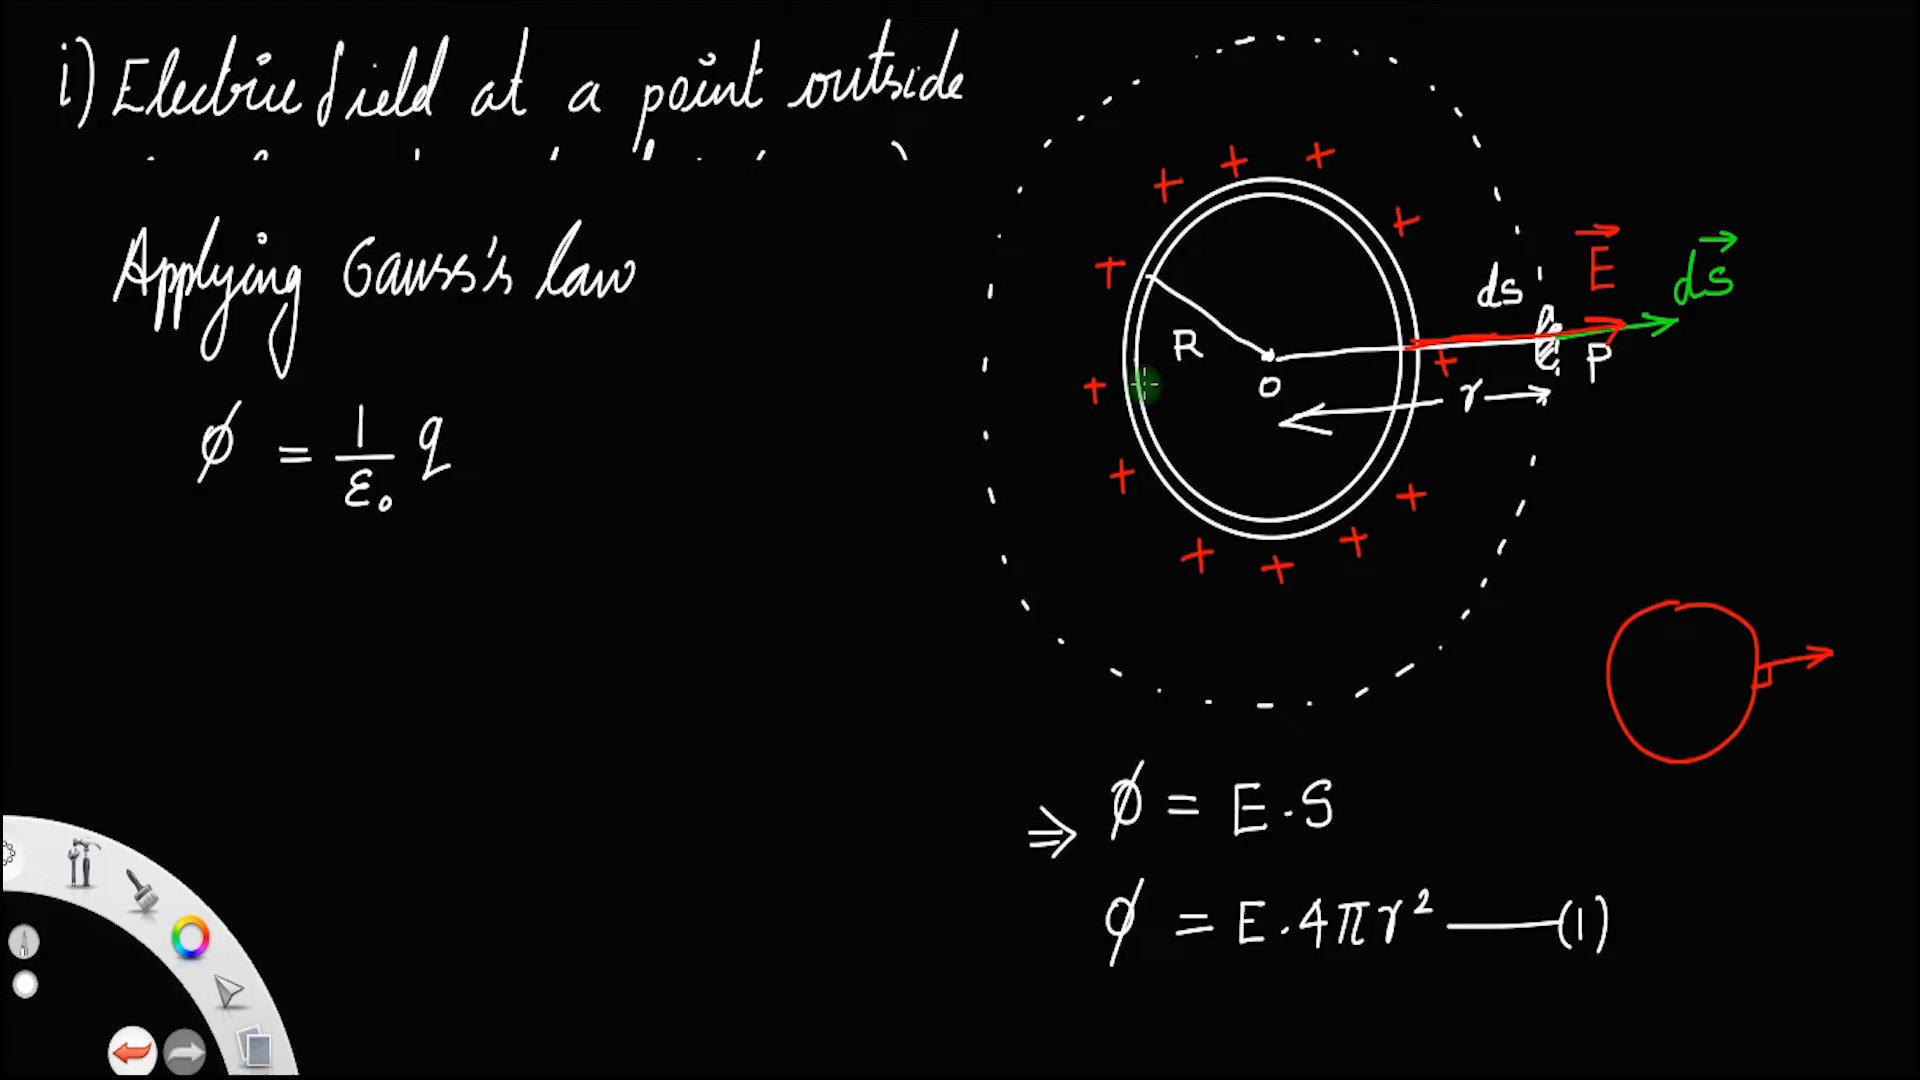 i) Electric field at a point outside
Applying Gauss's law
ϕ = 1/ε₀ q
+ + + + + + + + + + + + +
R
O
r
ds
E⃗
ds⃗
P
⇒ ϕ = E.S
ϕ = E.4πr² —— (1)